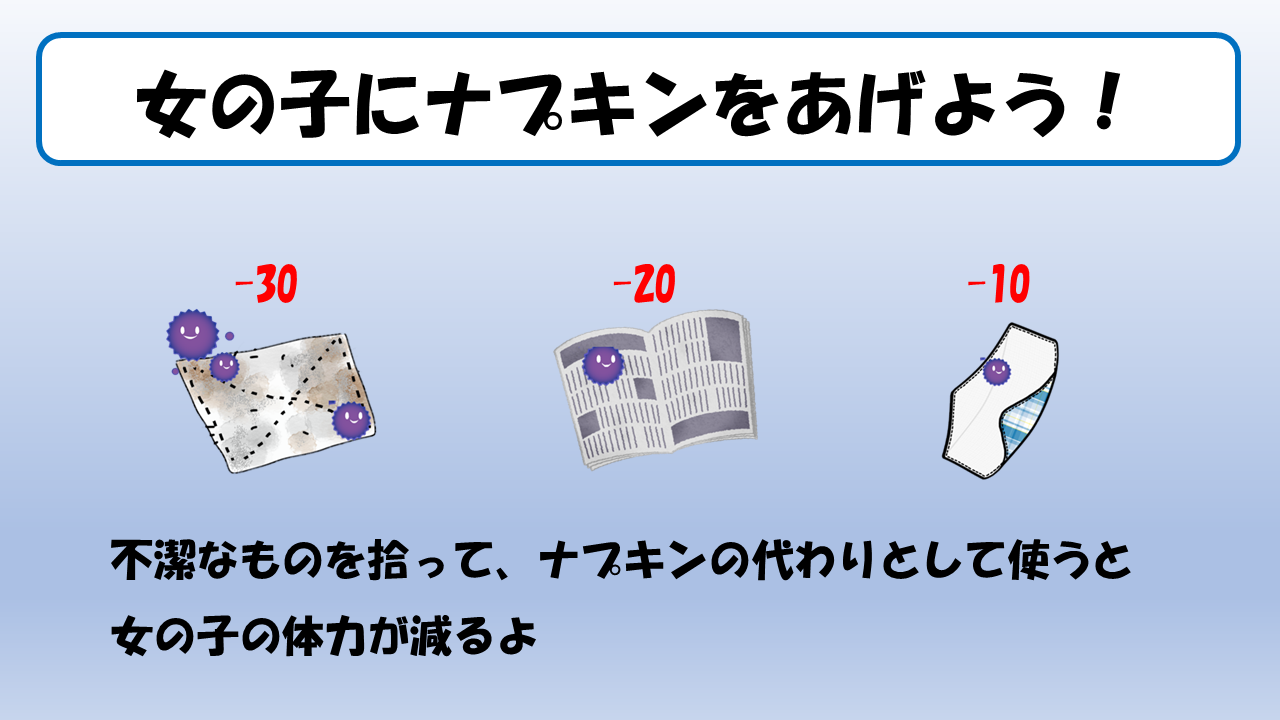 女の子にナプキンをあげよう！
-30
-20
-10
不潔なものを拾って、ナプキンの代わりとして使うと
女の子の体力が減るよ